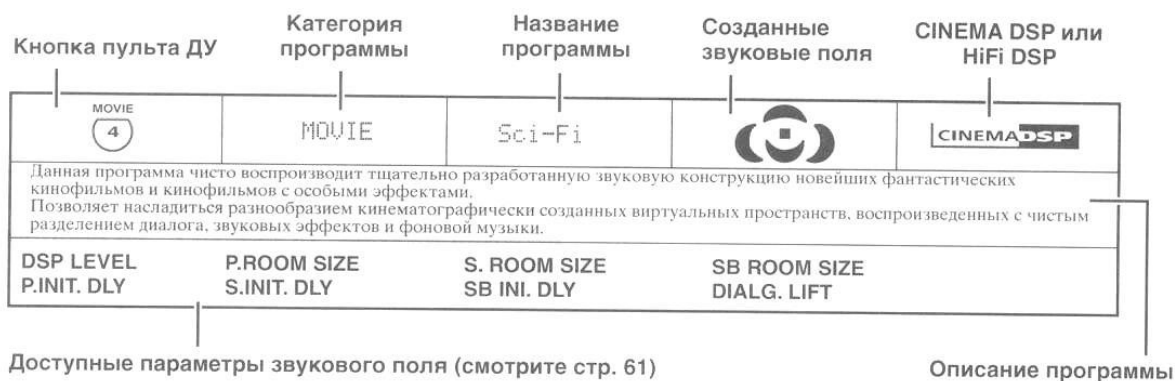 Кнопка пульта ДУ
Категория
программы
Название
программы
Созданные
звуковые поля
CINEMA DSP или
HiFi DSP
MOVIE
4
MOVIE
Sci-Fi
CINEMA DSP
Данная программа чисто воспроизводит тщательно разработанную звуковую конструкцию новейших фантастических
кинофильмов и кинофильмов с особыми эффектами.
Позволяет насладиться разнообразием кинематографически созданных виртуальных пространств, воспроизведенных с чистым
разделением диалога, звуковых эффектов и фоновой музыки.
DSP LEVEL P.ROOM SIZE S. ROOM SIZE SB ROOM SIZE
P.INIT. DLY S.INIT. DLY SB INI. DLY DIALG. LIFT
Доступные параметры звукового поля (смотрите стр. 61)
Описание программы